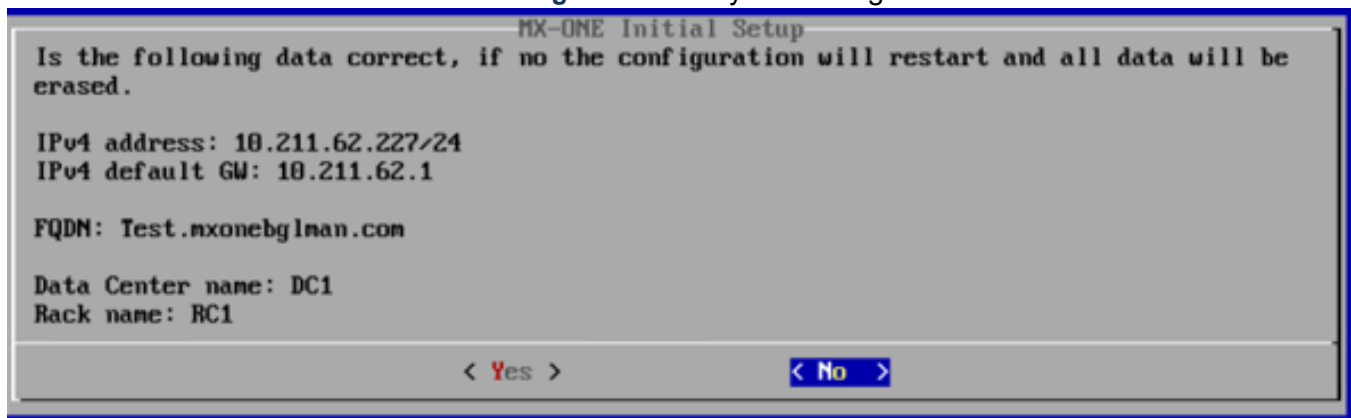 MX-ONE Initial Setup
Is the following data correct, if no the configuration will restart and all data will be
erased.
IPv4 address: 10.211.62.227/24
IPv4 default GW: 10.211.62.1
FQDN: Test.mxonebglman.com
Data Center name: DC1
Rack name: RC1
< Yes > < No >